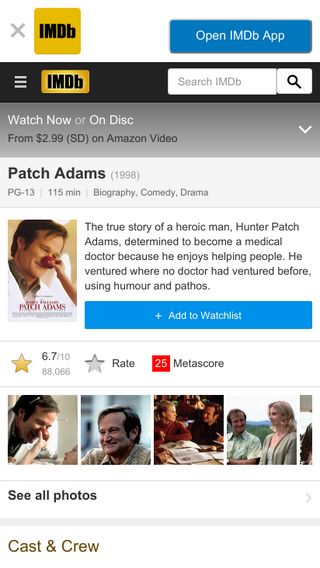 IMDb
Open IMDb App
IMDb
Search IMDb
Watch Now or On Disc
From $2.99 (SD) on Amazon Video
Patch Adams (1998)
PG-13 | 115 min | Biography, Comedy, Drama
The true story of a heroic man, Hunter Patch
Adams, determined to become a medical
doctor because he enjoys helping people. He
ventured where no doctor had ventured before,
using humour and pathos.
ROBIN WILLIAMS
PATCH ADAMS
+ Add to Watchlist
6.7/10
88,066
Rate
25 Metascore
See all photos
Cast & Crew